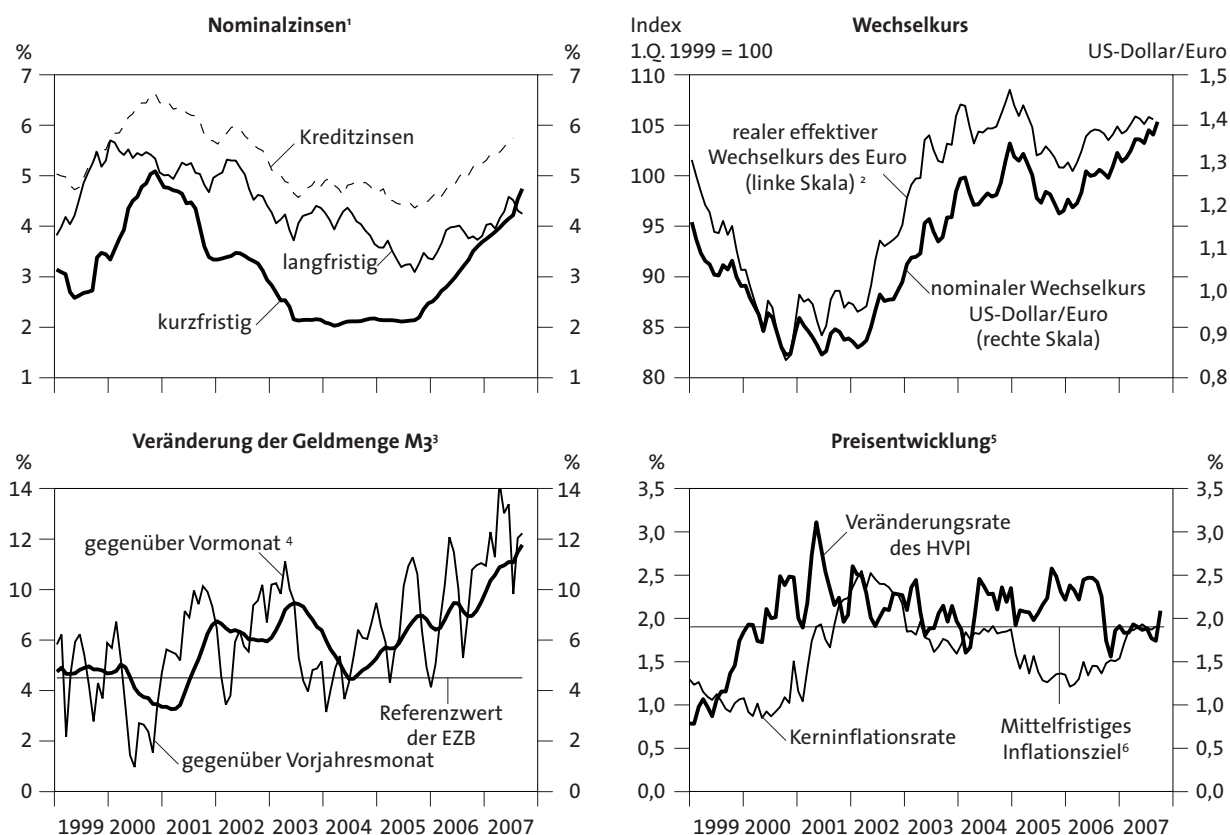 Nominalzinsen¹
%
%
7
7
6
6
5
5
4
4
3
3
2
2
1
1
Kreditzinsen
langfristig
kurzfristig
Wechselkurs
Index
1.Q. 1999 = 100
US-Dollar/Euro
110
1,5
105
1,4
100
1,3
95
1,2
90
1,1
85
1,0
80
0,9
0,8
realer effektiver
Wechselkurs des Euro
(linke Skala) ²
nominaler Wechselkurs
US-Dollar/Euro
(rechte Skala)
Veränderung der Geldmenge M3³
%
%
14
14
12
12
10
10
8
8
6
6
4
4
2
2
0
0
gegenüber Vormonat ⁴
Referenzwert
der EZB
gegenüber Vorjahresmonat
1999 2000 2001 2002 2003 2004 2005 2006 2007
Preisentwicklung⁵
%
%
3,5
3,5
3,0
3,0
2,5
2,5
2,0
2,0
1,5
1,5
1,0
1,0
0,5
0,5
0,0
0,0
Veränderungsrate
des HVPI
Kerninflationsrate
Mittelfristiges
Inflationsziel⁶
1999 2000 2001 2002 2003 2004 2005 2006 2007